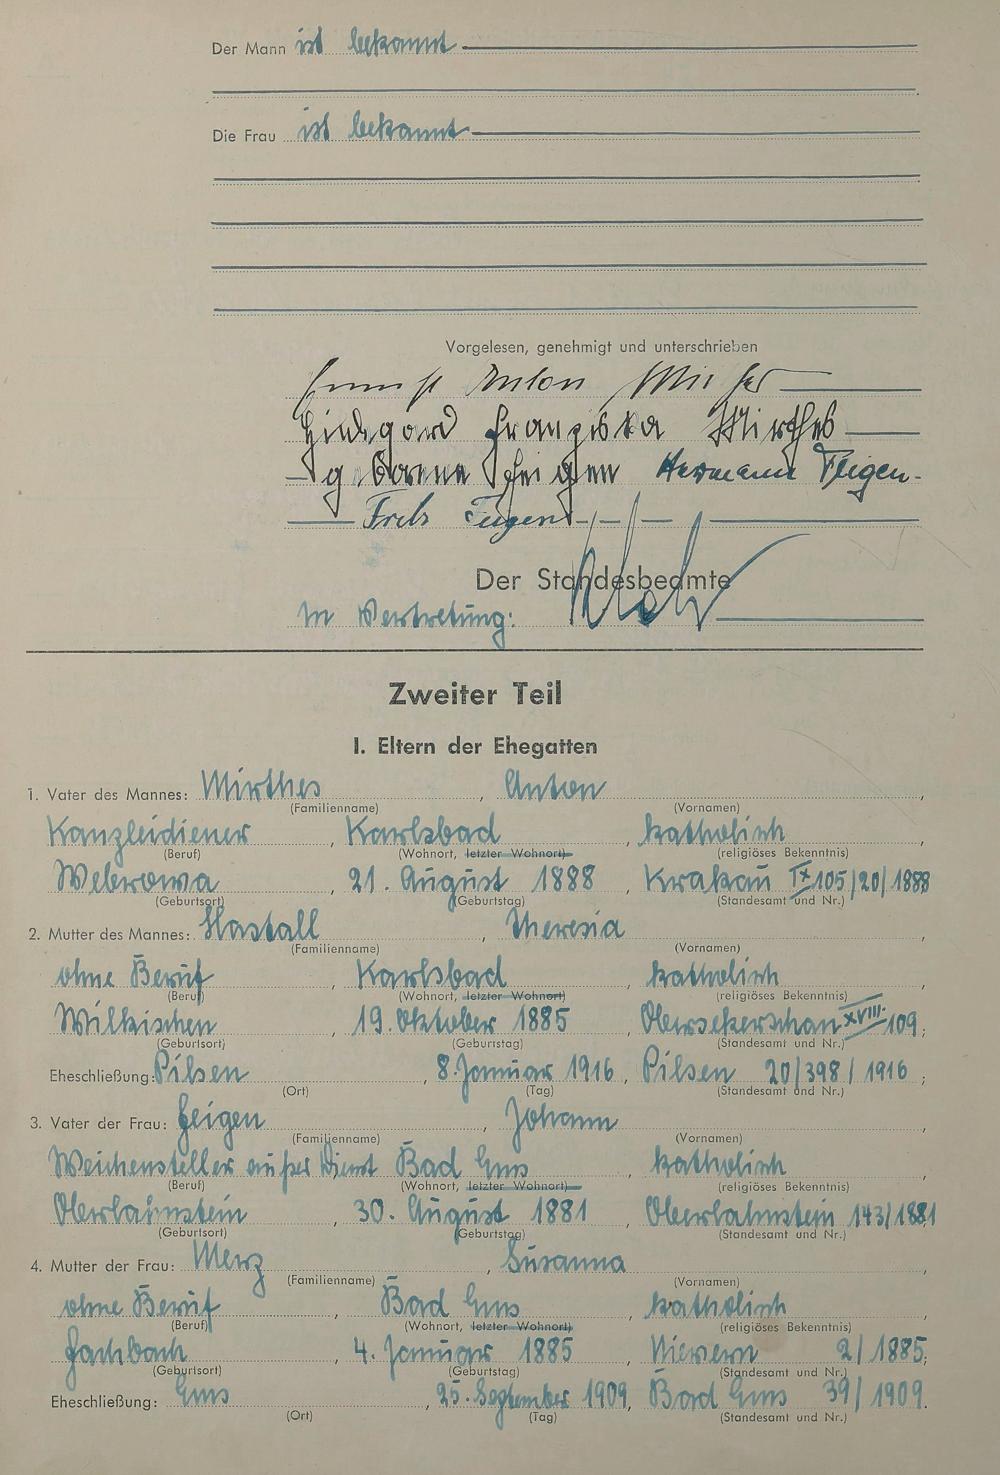 Der Mann ist bekannt
Die Frau ist bekannt
Vorgelesen, genehmigt und unterschrieben
Ernst Anton Mirthes
Hildegard Franziska Mirthes
geborene Feigen Hermann Feigen
Feigen
Der Standesbeamte
In Vertretung:
Zweiter Teil
I. Eltern der Ehegatten
1. Vater des Mannes: Mirthes, Anton,
(Familienname) (Vornamen)
Kanzleidiener, Karlsbad, katholisch
(Beruf) (Wohnort, letzter Wohnort) (religiöses Bekenntnis)
Weberowa, 21. August 1888, Krakau IX 105/20/1888
(Geburtsort) (Geburtstag) (Standesamt und Nr.)
2. Mutter des Mannes: Hastall, Theresia,
(Familienname) (Vornamen)
ohne Beruf, Karlsbad, katholisch
(Beruf) (Wohnort, letzter Wohnort) (religiöses Bekenntnis)
Wilkischen, 19. Oktober 1885, Obersekerschan XVIII. 109;
(Geburtsort) (Geburtstag) (Standesamt und Nr.)
Eheschließung: Pilsen, 8. Januar 1916, Pilsen 20/398/1916;
(Ort) (Tag) (Standesamt und Nr.)
3. Vater der Frau: Feigen, Johann,
(Familienname) (Vornamen)
Weichensteller außer Dienst Bad Ems, katholisch
(Beruf) (Wohnort, letzter Wohnort) (religiöses Bekenntnis)
Oberlahnstein, 30. August 1881, Oberlahnstein 143/1881
(Geburtsort) (Geburtstag) (Standesamt und Nr.)
4. Mutter der Frau: Merz, Susanna,
(Familienname) (Vornamen)
ohne Beruf, Bad Ems, katholisch
(Beruf) (Wohnort, letzter Wohnort) (religiöses Bekenntnis)
Fachbach, 4. Januar 1885, Nievern 2/1885;
(Geburtsort) (Geburtstag) (Standesamt und Nr.)
Eheschließung: Ems, 25. September 1909, Bad Ems 39/1909.
(Ort) (Tag) (Standesamt und Nr.)